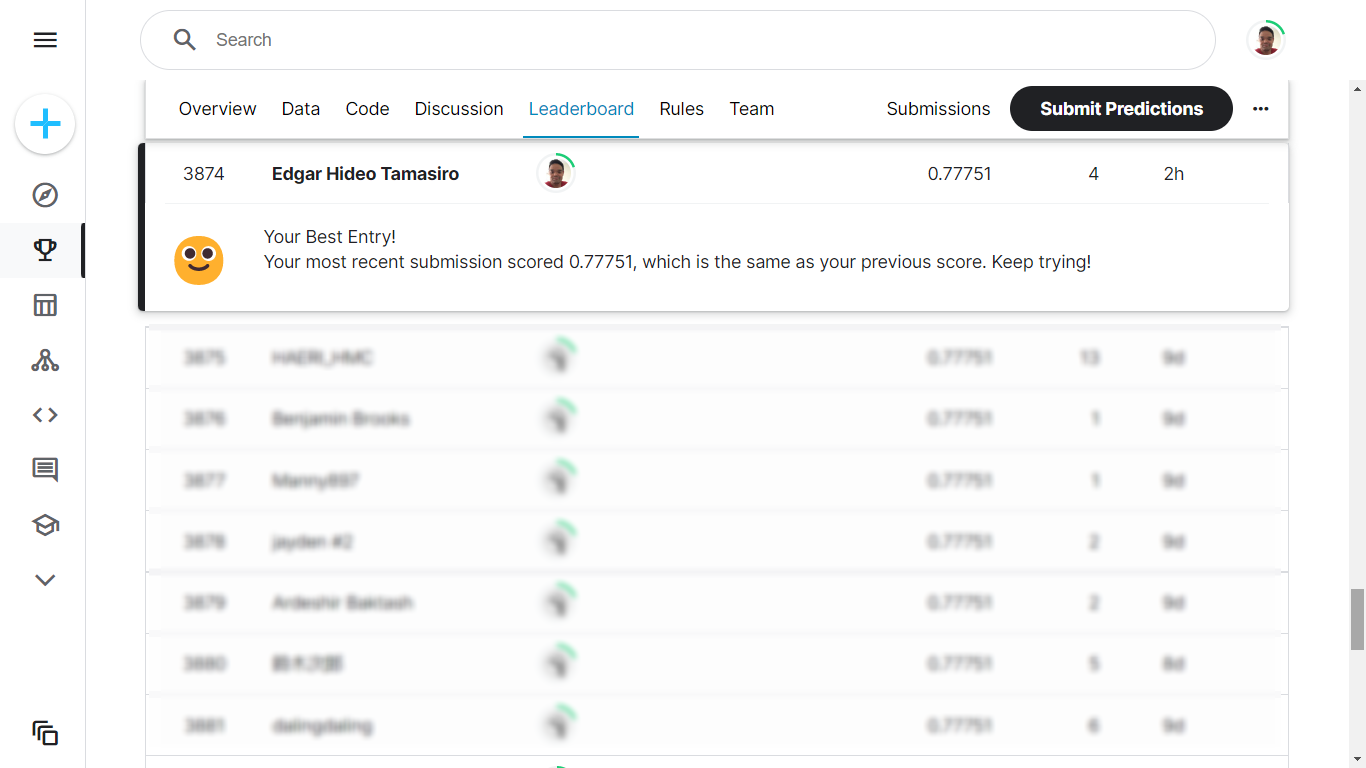 Search
Overview Data Code Discussion Leaderboard Rules Team Submissions Submit Predictions
3874 Edgar Hideo Tamasiro 0.77751 4 2h
Your Best Entry!
Your most recent submission scored 0.77751, which is the same as your previous score. Keep trying!
3875 HAERI_HMC 0.77751 13 9d
3876 Benjamin Brooks 0.77751 1 9d
3877 Manny897 0.77751 1 9d
3878 jayden #2 0.77751 2 9d
3879 Ardeshir Baktash 0.77751 2 9d
3880 0.77751 5 8d
3881 dalingdaling 0.77751 6 9d